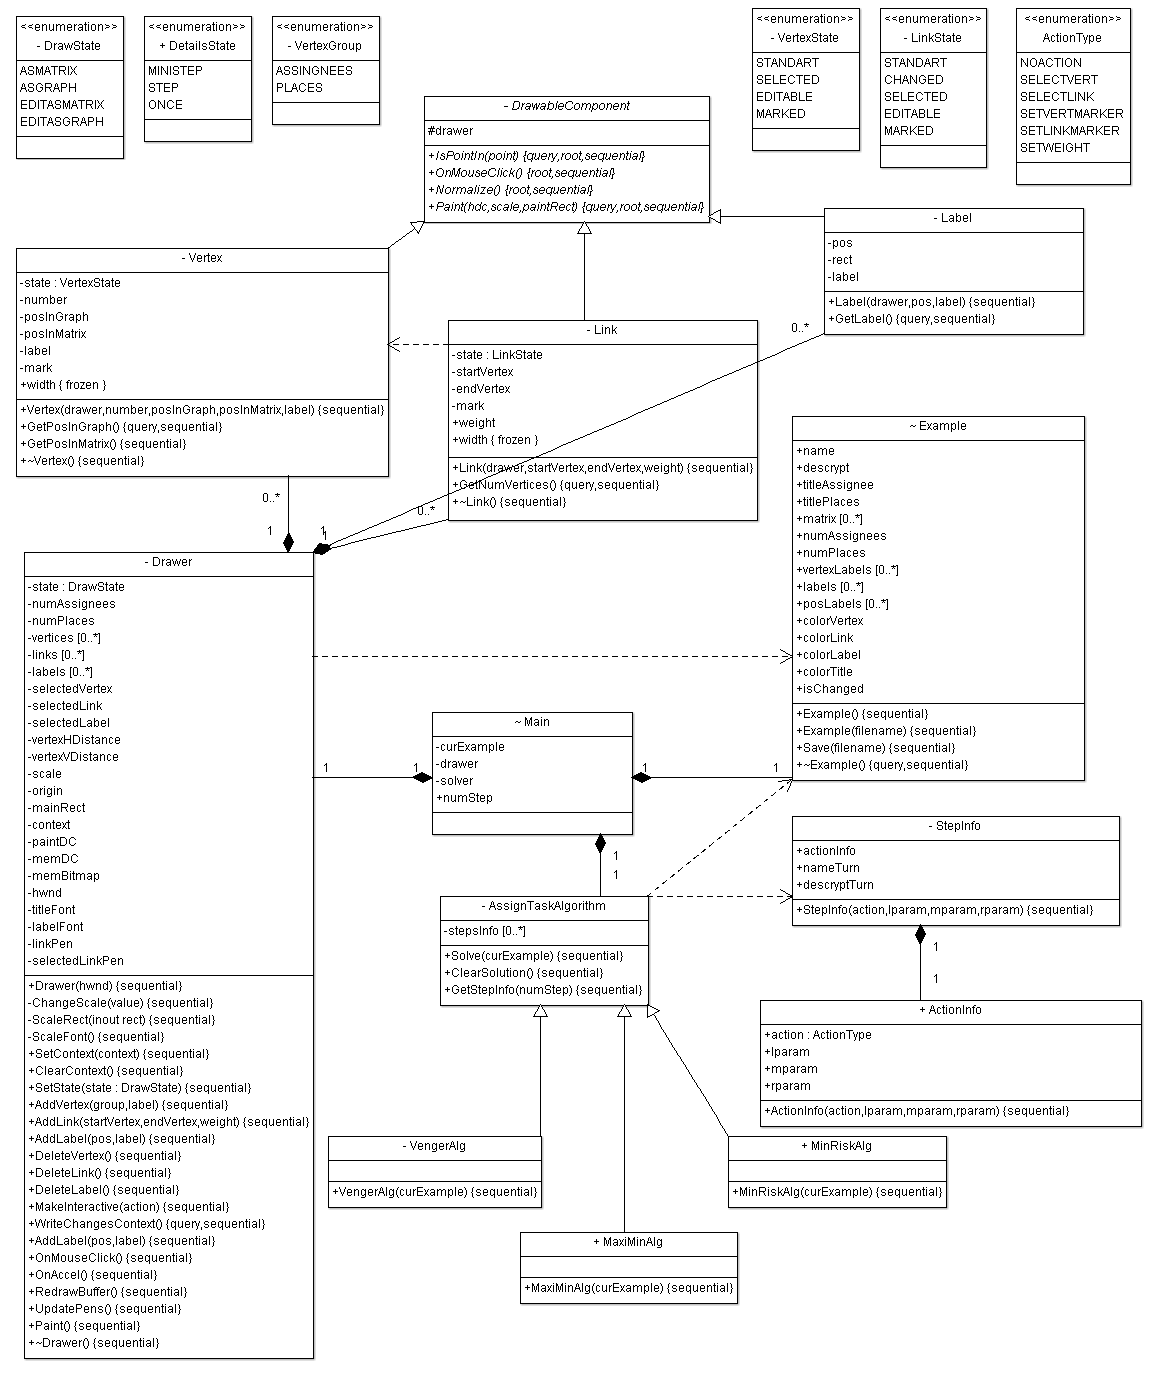 <<enumeration>>
- DrawState
ASMATRIX
ASGRAPH
EDITASMATRIX
EDITASGRAPH
<<enumeration>>
+ DetailsState
MINISTEP
STEP
ONCE
<<enumeration>>
- VertexGroup
ASSINGNEES
PLACES
<<enumeration>>
- VertexState
STANDART
SELECTED
EDITABLE
MARKED
<<enumeration>>
- LinkState
STANDART
CHANGED
SELECTED
EDITABLE
MARKED
<<enumeration>>
ActionType
NOACTION
SELECTVERT
SELECTLINK
SETVERTMARKER
SETLINKMARKER
SETWEIGHT
- DrawableComponent
#drawer
+IsPointIn(point) {query,root,sequential}
+OnMouseClick() {root,sequential}
+Normalize() {root,sequential}
+Paint(hdc,scale,paintRect) {query,root,sequential}
- Label
-pos
-rect
-label
+Label(drawer,pos,label) {sequential}
+GetLabel() {query,sequential}
- Vertex
-state : VertexState
-number
-posInGraph
-posInMatrix
-label
-mark
+width { frozen }
+Vertex(drawer,number,posInGraph,posInMatrix,label) {sequential}
+GetPosInGraph() {query,sequential}
+GetPosInMatrix() {sequential}
+~Vertex() {sequential}
- Link
-state : LinkState
-startVertex
-endVertex
-mark
+weight
+width { frozen }
+Link(drawer,startVertex,endVertex,weight) {sequential}
+GetNumVertices() {query,sequential}
+~Link() {sequential}
0..*
0..*
0..*
1
1
1
~ Example
+name
+descrypt
+titleAssignee
+titlePlaces
+matrix [0..*]
+numAssignees
+numPlaces
+vertexLabels [0..*]
+labels [0..*]
+posLabels [0..*]
+colorVertex
+colorLink
+colorLabel
+colorTitle
+isChanged
+Example() {sequential}
+Example(filename) {sequential}
+Save(filename) {sequential}
+~Example() {query,sequential}
- Drawer
-state : DrawState
-numAssignees
-numPlaces
-vertices [0..*]
-links [0..*]
-labels [0..*]
-selectedVertex
-selectedLink
-selectedLabel
-vertexHDistance
-vertexVDistance
-scale
-origin
-mainRect
-context
-paintDC
-memDC
-memBitmap
-hwnd
-titleFont
-labelFont
-linkPen
-selectedLinkPen
+Drawer(hwnd) {sequential}
-ChangeScale(value) {sequential}
-ScaleRect(inout rect) {sequential}
-ScaleFont() {sequential}
+SetContext(context) {sequential}
+ClearContext() {sequential}
+SetState(state : DrawState) {sequential}
+AddVertex(group,label) {sequential}
+AddLink(startVertex,endVertex,weight) {sequential}
+AddLabel(pos,label) {sequential}
+DeleteVertex() {sequential}
+DeleteLink() {sequential}
+DeleteLabel() {sequential}
+MakeInteractive(action) {sequential}
+WriteChangesContext() {query,sequential}
+AddLabel(pos,label) {sequential}
+OnMouseClick() {sequential}
+OnAccel() {sequential}
+RedrawBuffer() {sequential}
+UpdatePens() {sequential}
+Paint() {sequential}
+~Drawer() {sequential}
~ Main
-curExample
-drawer
-solver
+numStep
1
1
1
1
1
1
- AssignTaskAlgorithm
-stepsInfo [0..*]
+Solve(curExample) {sequential}
+ClearSolution() {sequential}
+GetStepInfo(numStep) {sequential}
- StepInfo
+actionInfo
+nameTurn
+descryptTurn
+StepInfo(action,lparam,mparam,rparam) {sequential}
1
1
+ ActionInfo
+action : ActionType
+lparam
+mparam
+rparam
+ActionInfo(action,lparam,mparam,rparam) {sequential}
- VengerAlg
+VengerAlg(curExample) {sequential}
+ MinRiskAlg
+MinRiskAlg(curExample) {sequential}
+ MaxiMinAlg
+MaxiMinAlg(curExample) {sequential}